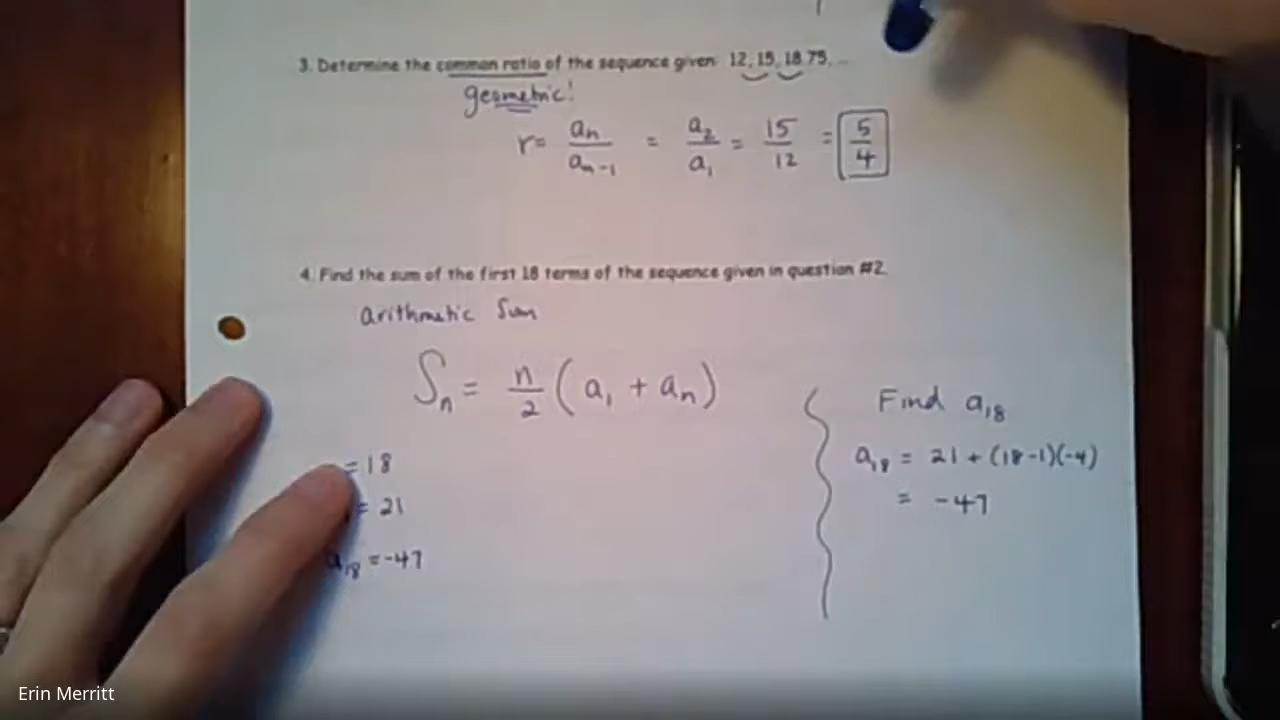 3. Determine the common ratio of the sequence given: 12, 15, 18.75, ...
geometric!
r = an/an-1 = a2/a1 = 15/12 = 5/4
4. Find the sum of the first 18 terms of the sequence given in question #2.
arithmetic sum
Sn = n/2 (a1 + an)
= 18
= 21
a18 = -47
Find a18
a18 = 21 + (18-1)(-4)
= -47
Erin Merritt